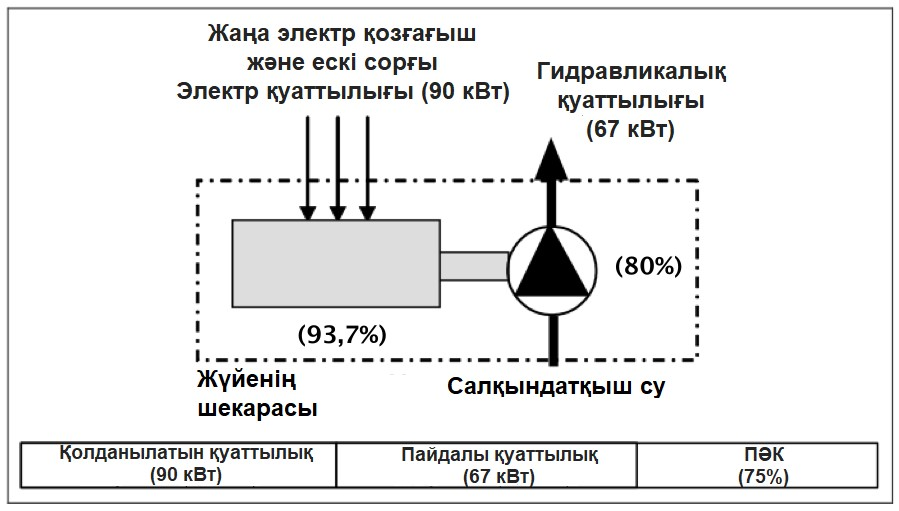 Жаңа электр қозғағыш
және ескі сорғы
Электр қуаттылығы (90 кВт)
Гидравликалық
қуаттылығы
(67 кВт)
(80%)
(93,7%)
Жүйенің
шекарасы
Салқындатқыш су
Қолданылатын қуаттылық
(90 кВт)
Пайдалы қуаттылық
(67 кВт)
ПӘК
(75%)